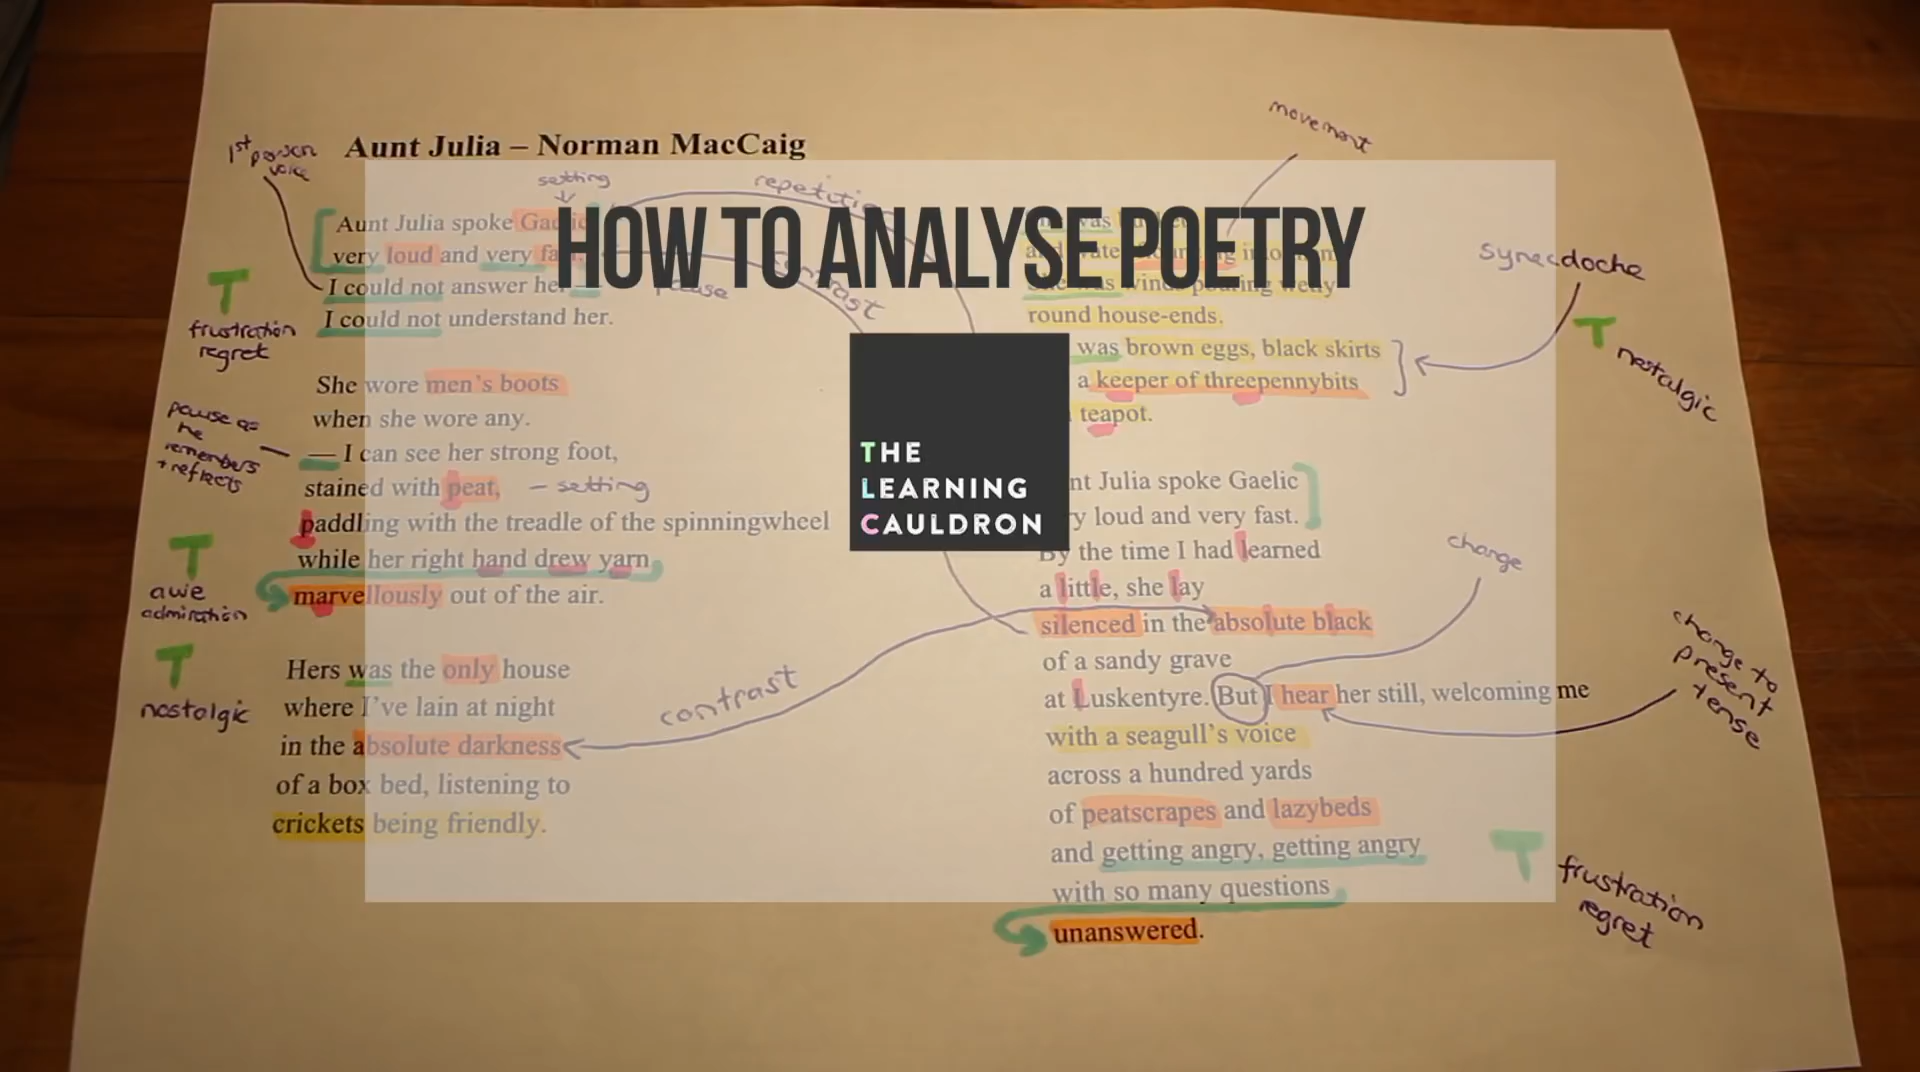 HOW TO ANALYSE POETRY
THE
LEARNING
CAULDRON
Aunt Julia – Norman MacCaig
1st person
voice
setting
repetition
contrast
pause
Aunt Julia spoke Gaelic
very loud and very fast.
I could not answer her —
I could not understand her.
T
frustration
regret
She wore men's boots
when she wore any.
— I can see her strong foot,
stained with peat,
— setting
paddling with the treadle of the spinningwheel
while her right hand drew yarn
marvellously out of the air.
pause as
he
remembers
+ reflects
T
awe
admiration
Hers was the only house
where I've lain at night
in the absolute darkness
of a box bed, listening to
crickets being friendly.
T
nostalgic
contrast
movement
was
winds pouring wetly
round house-ends.
was brown eggs, black skirts
a keeper of threepennybits
teapot.
synecdoche
T
nostalgic
nt Julia spoke Gaelic
y loud and very fast.
By the time I had learned
a little, she lay
silenced in the absolute black
of a sandy grave
at Luskentyre. But I hear her still, welcoming me
with a seagull's voice
across a hundred yards
of peatscrapes and lazybeds
and getting angry, getting angry
with so many questions
unanswered.
change
change to
present
tense
T
frustration
regret